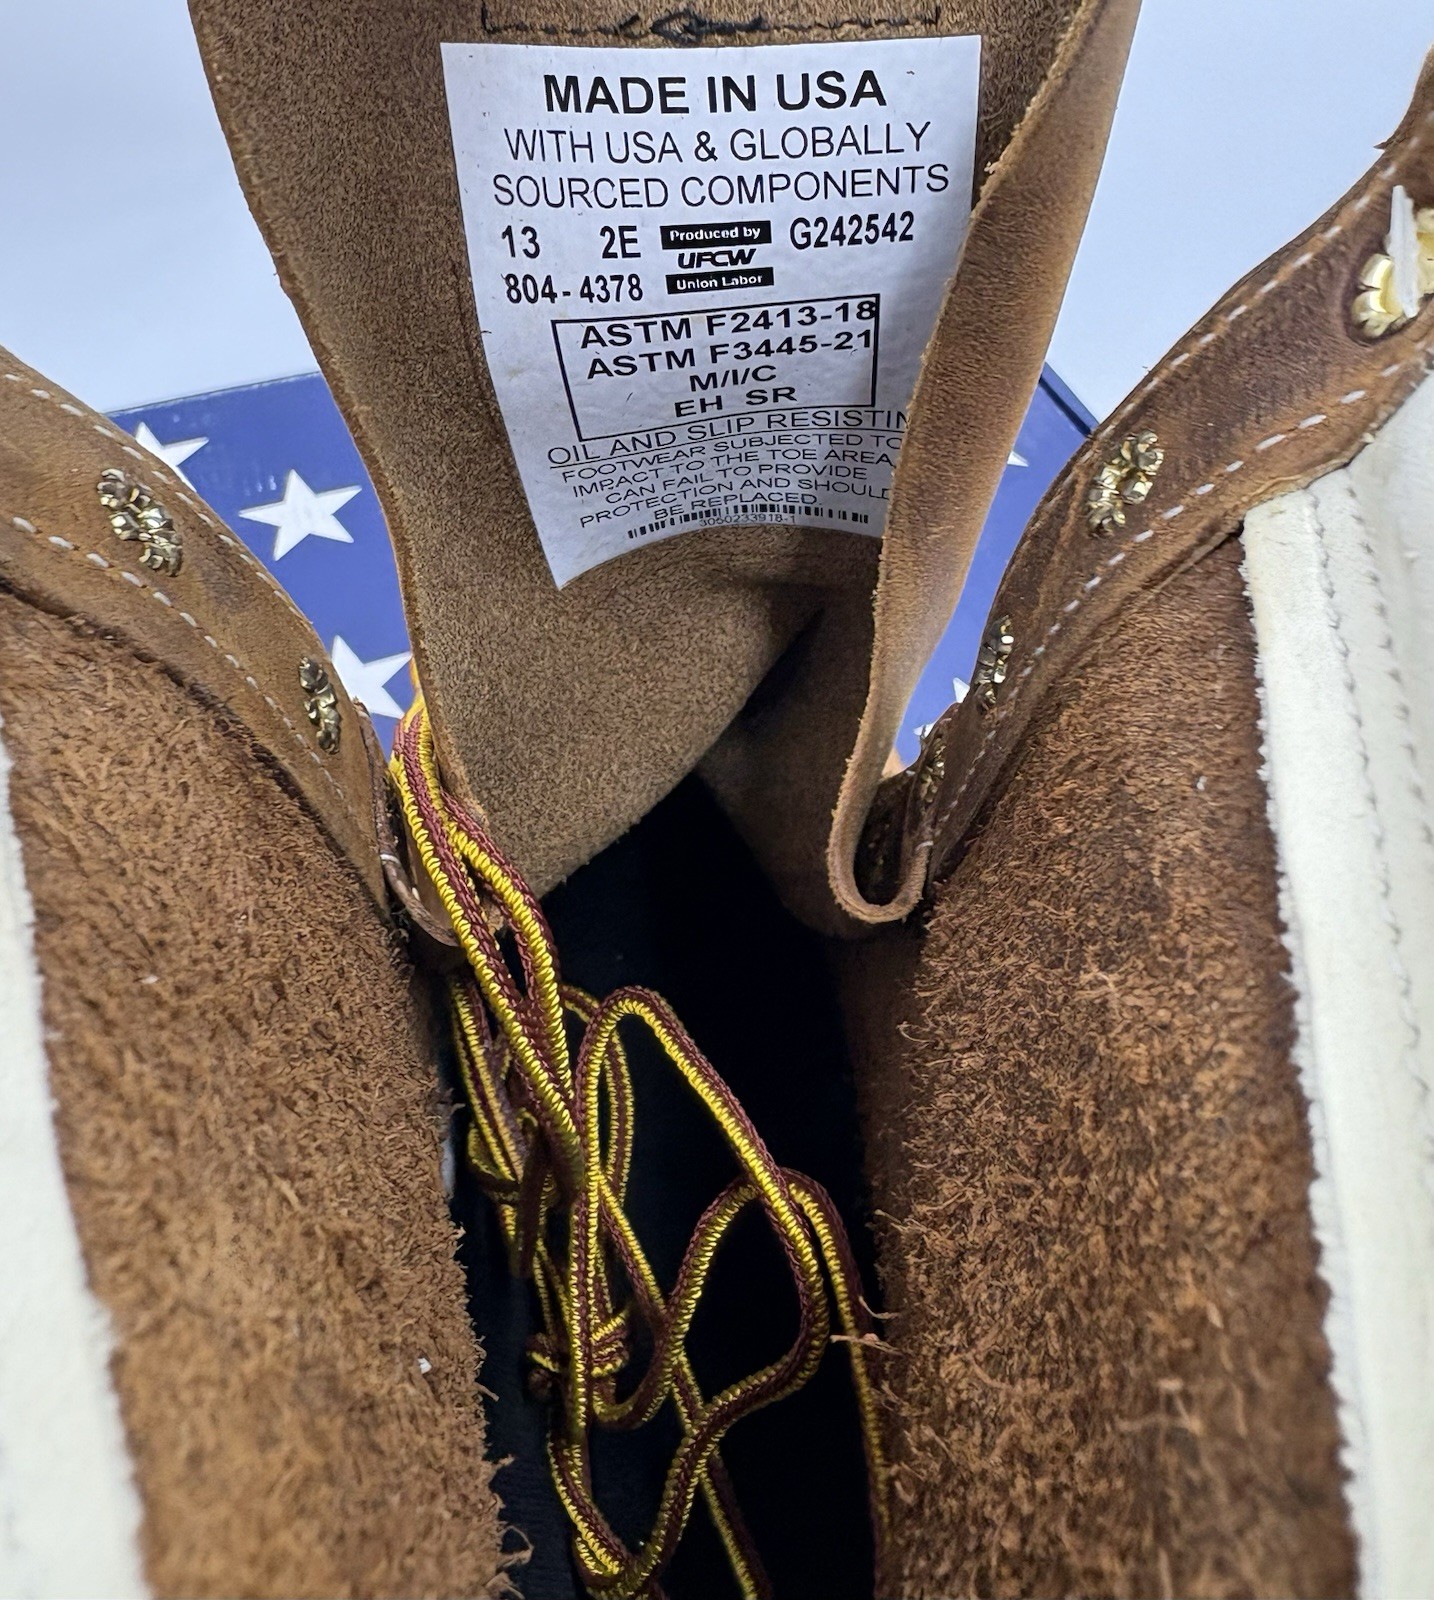 MADE IN USA
WITH USA & GLOBALLY
SOURCED COMPONENTS
13 2E Produced by G242542
UFCW
804-4378 Union Labor
ASTM F2413-18
ASTM F3445-21
M/I/C
EH SR
OIL AND SLIP RESISTIN
FOOTWEAR SUBJECTED TO
IMPACT TO THE TOE AREA,
CAN FAIL TO PROVIDE
PROTECTION AND SHOULD
BE REPLACED.
3050233918-1